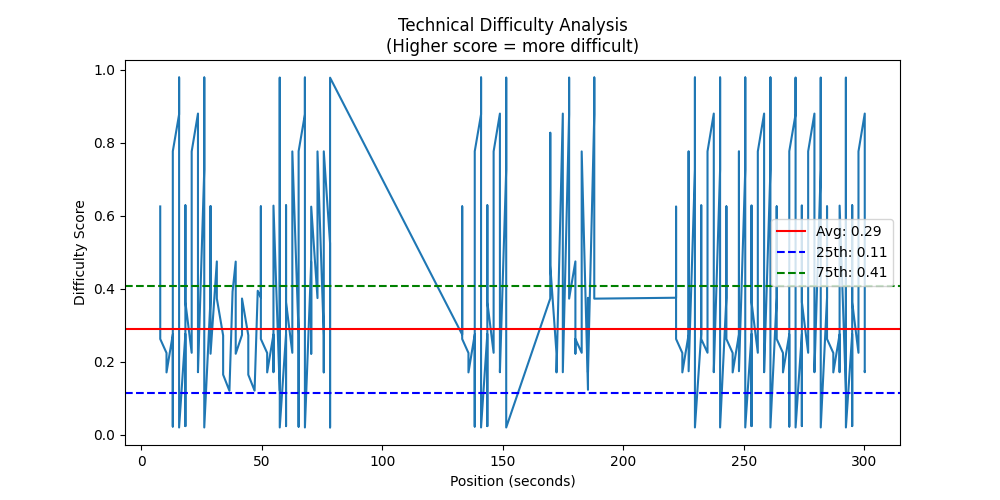 Technical Difficulty Analysis
(Higher score = more difficult)
Difficulty Score
1.0
0.8
0.6
0.4
0.2
0.0
Avg: 0.29
25th: 0.11
75th: 0.41
0 50 100 150 200 250 300
Position (seconds)